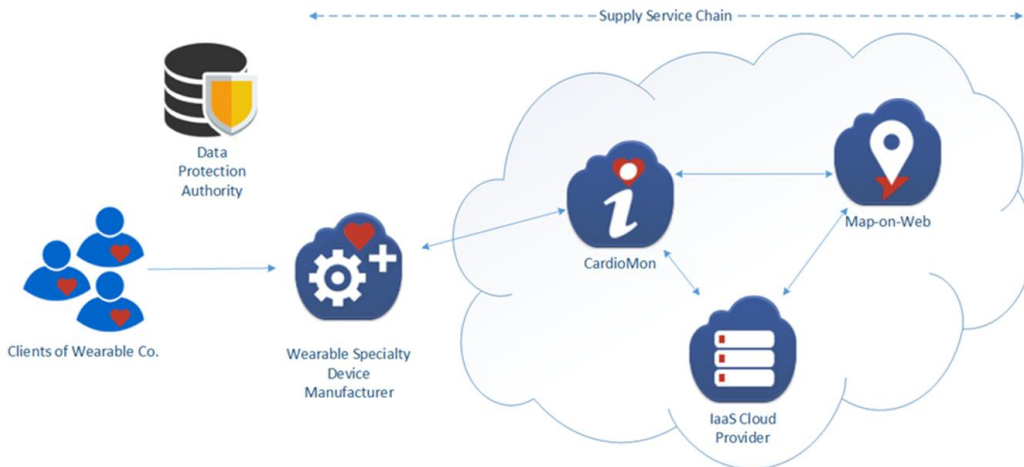 Supply Service Chain
Data
Protection
Authority
Map-on-Web
CardioMon
Clients of Wearable Co.
Wearable Specialty
Device
Manufacturer
IaaS Cloud
Provider